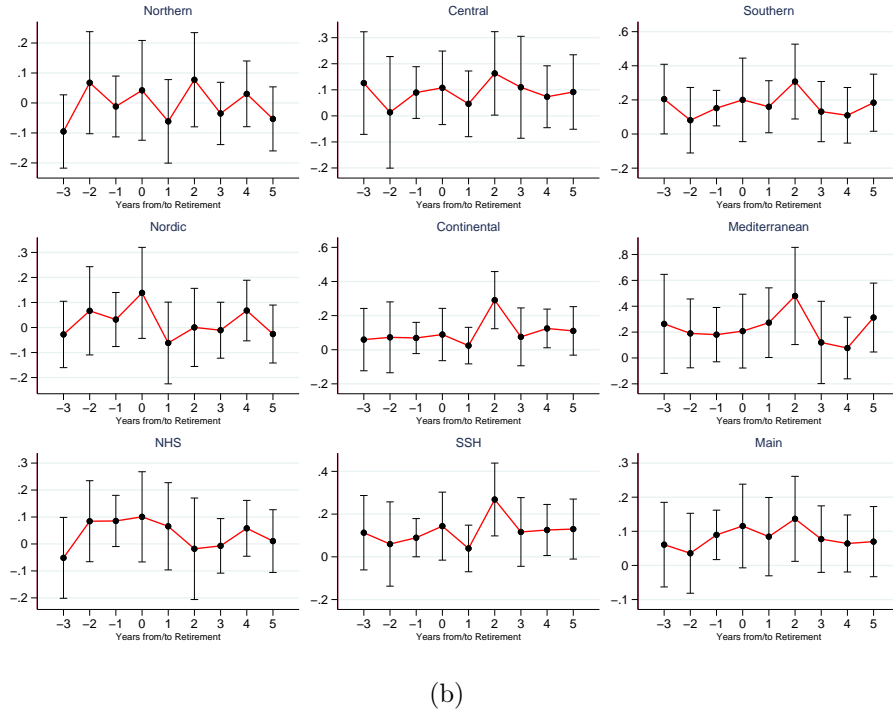 Northern Central Southern
.2 .3 .6
.1 .2 .4
0 .1 .2
−.1 0 0
−.2 −.1 −.2
−.2
−3 −2 −1 0 1 2 3 4 5 −3 −2 −1 0 1 2 3 4 5 −3 −2 −1 0 1 2 3 4 5
Years from/to Retirement Years from/to Retirement Years from/to Retirement
Nordic Continental Mediterranean
.3 .6 .8
.2 .4 .6
.1 .2 .4
0 0 .2
−.1 −.2 0
−.2 −.2
−3 −2 −1 0 1 2 3 4 5 −3 −2 −1 0 1 2 3 4 5 −3 −2 −1 0 1 2 3 4 5
Years from/to Retirement Years from/to Retirement Years from/to Retirement
NHS SSH Main
.3 .4 .3
.2 .2 .2
.1 0 .1
0 −.2 0
−.1 −.1
−.2
−3 −2 −1 0 1 2 3 4 5 −3 −2 −1 0 1 2 3 4 5 −3 −2 −1 0 1 2 3 4 5
Years from/to Retirement Years from/to Retirement Years from/to Retirement
(b)